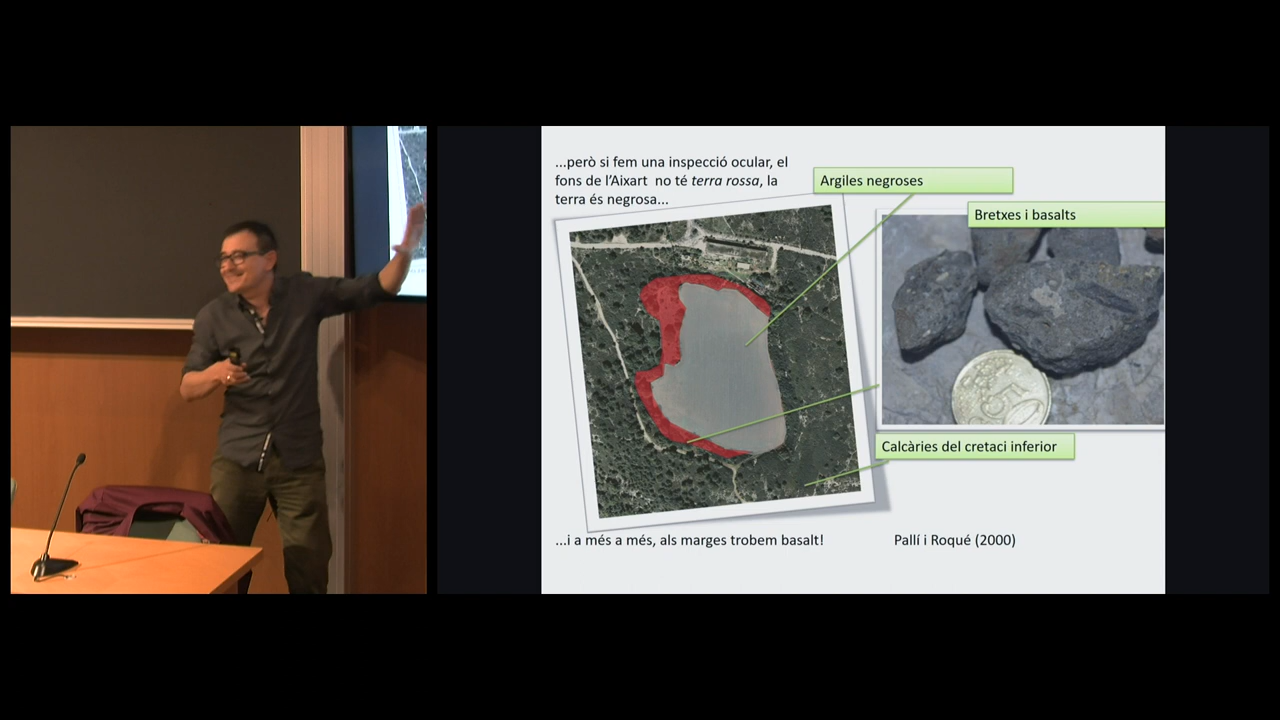 ...però si fem una inspecció ocular, el
fons de l'Aixart no té terra rossa, la
terra és negrosa...
Argiles negroses
Bretxes i basalts
Calcàries del cretaci inferior
...i a més a més, als marges trobem basalt!
Pallí i Roqué (2000)